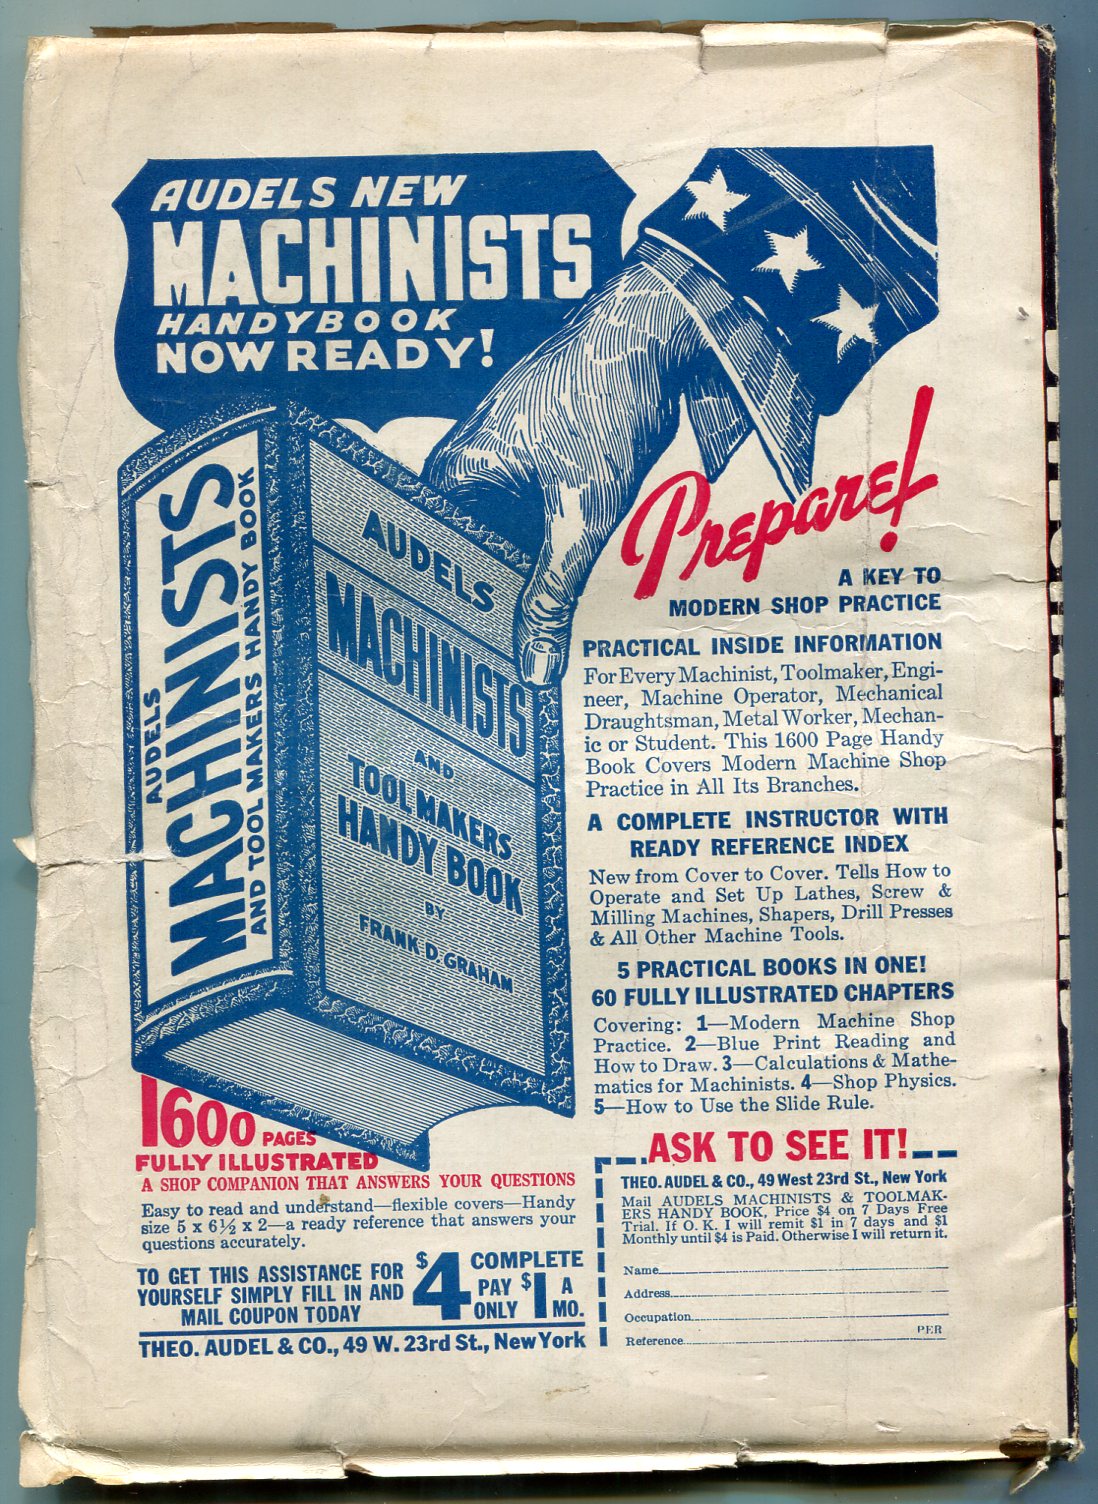 AUDELS NEW
MACHINISTS
HANDYBOOK
NOW READY!
AUDELS
MACHINISTS
AND TOOL MAKERS HANDY BOOK
AUDELS
MACHINISTS
AND
TOOL MAKERS
HANDY BOOK
BY
FRANK D. GRAHAM
1600 PAGES
FULLY ILLUSTRATED
A SHOP COMPANION THAT ANSWERS YOUR QUESTIONS
Easy to read and understand—flexible covers—Handy
size 5 x 6½ x 2—a ready reference that answers your
questions accurately.
TO GET THIS ASSISTANCE FOR
YOURSELF SIMPLY FILL IN AND
MAIL COUPON TODAY
$4 COMPLETE
PAY $1 A
ONLY MO.
THEO. AUDEL & CO., 49 W. 23rd St., New York
Prepare!
A KEY TO
MODERN SHOP PRACTICE
PRACTICAL INSIDE INFORMATION
For Every Machinist, Toolmaker, Engi-
neer, Machine Operator, Mechanical
Draughtsman, Metal Worker, Mechan-
ic or Student. This 1600 Page Handy
Book Covers Modern Machine Shop
Practice in All Its Branches.
A COMPLETE INSTRUCTOR WITH
READY REFERENCE INDEX
New from Cover to Cover. Tells How to
Operate and Set Up Lathes, Screw &
Milling Machines, Shapers, Drill Presses
& All Other Machine Tools.
5 PRACTICAL BOOKS IN ONE!
60 FULLY ILLUSTRATED CHAPTERS
Covering: 1—Modern Machine Shop
Practice. 2—Blue Print Reading and
How to Draw. 3—Calculations & Mathe-
matics for Machinists. 4—Shop Physics.
5—How to Use the Slide Rule.
ASK TO SEE IT!
THEO. AUDEL & CO., 49 West 23rd St., New York
Mail AUDELS MACHINISTS & TOOLMAK-
ERS HANDY BOOK, Price $4 on 7 Days Free
Trial. If O. K. I will remit $1 in 7 days and $1
Monthly until $4 is Paid. Otherwise I will return it.
Name
Address
Occupation
PER
Reference